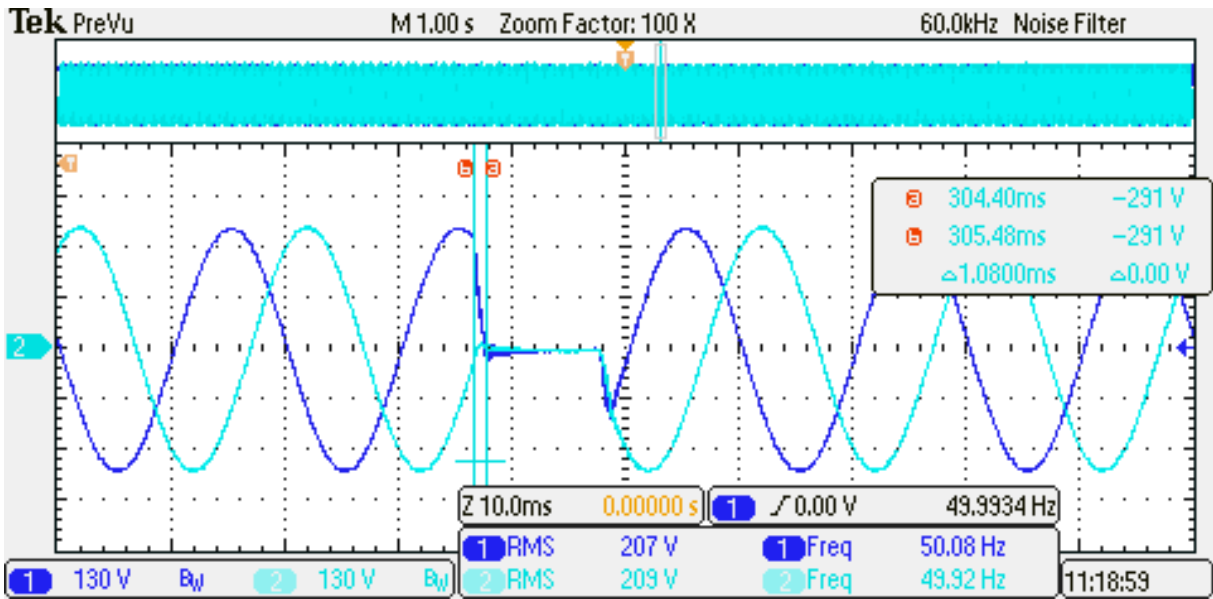 Tek PreVu M 1.00 s Zoom Factor: 100 X 60.0kHz Noise Filter
T
T
b a
a 304.40ms −291 V
b 305.48ms −291 V
△1.0800ms △0.00 V
2
Z 10.0ms 0.00000 s 1 0.00 V 49.9934 Hz
1 RMS 207 V 1 Freq 50.08 Hz
2 RMS 209 V 2 Freq 49.92 Hz
1 130 V BW 2 130 V BW 11:18:59